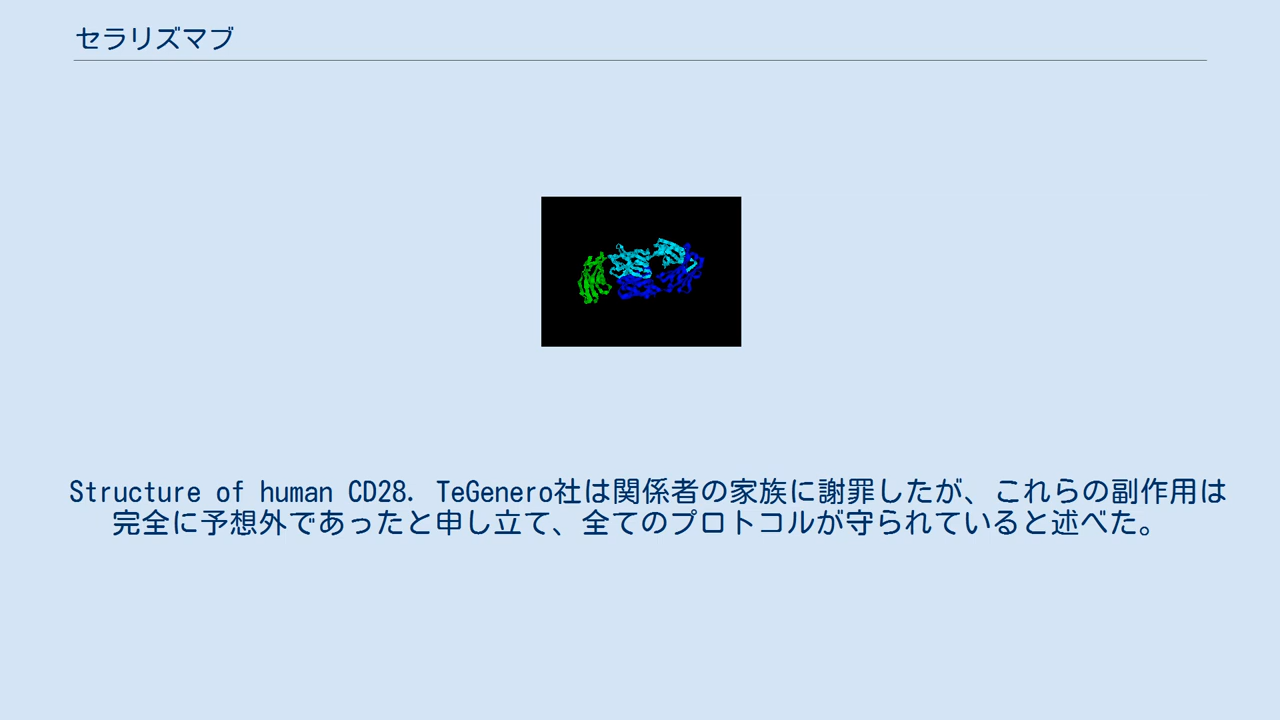 セラリズマブ
Structure of human CD28. TeGenero社は関係者の家族に謝罪したが、これらの副作用は
完全に予想外であったと申し立て、全てのプロトコルが守られていると述べた。